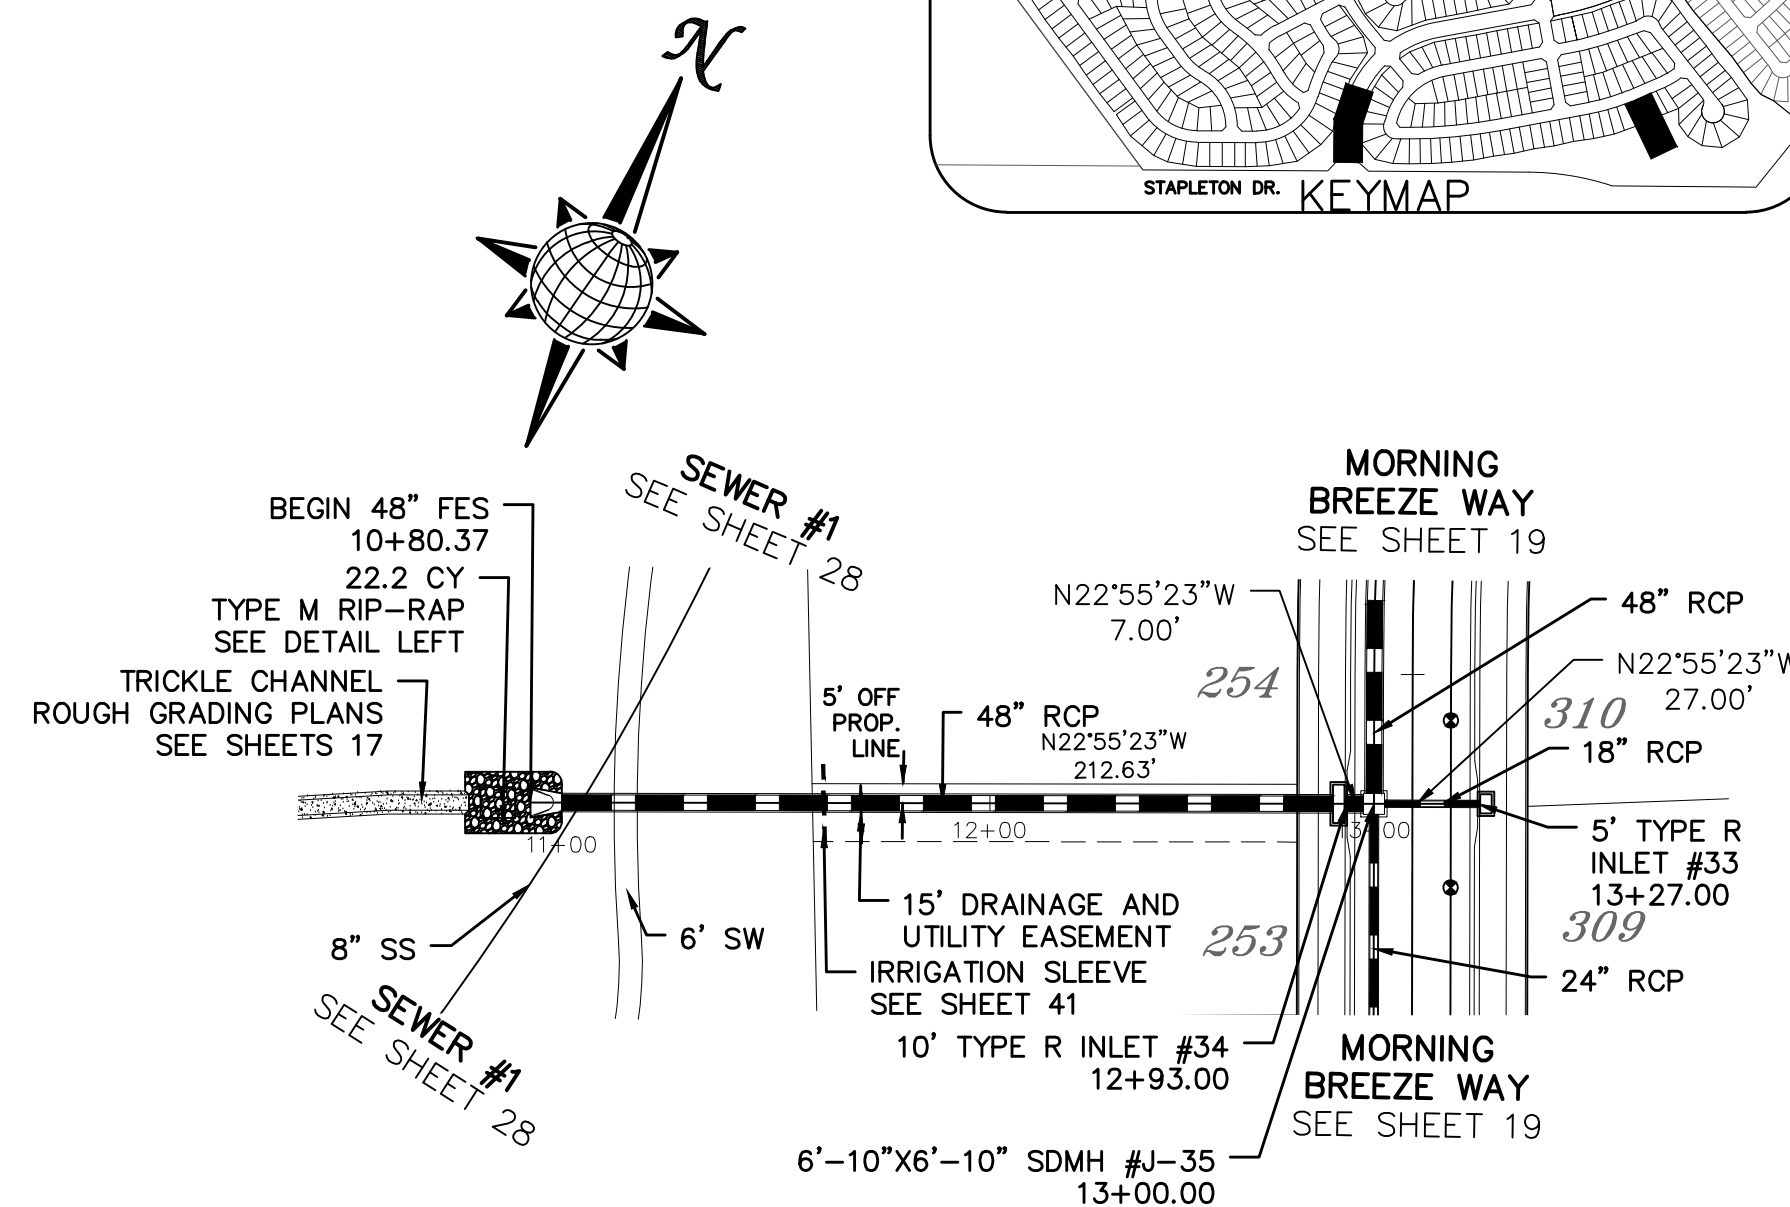 N
STAPLETON DR.
KEYMAP
BEGIN 48” FES
10+80.37
22.2 CY
TYPE M RIP-RAP
SEE DETAIL LEFT
TRICKLE CHANNEL
ROUGH GRADING PLANS
SEE SHEETS 17
SEWER #1
SEE SHEET 28
MORNING
BREEZE WAY
SEE SHEET 19
N22°55’23”W
7.00’
48” RCP
N22°55’23”W
27.00’
254
310
5’ OFF
PROP.
LINE
48” RCP
N22°55’23”W
212.63’
18” RCP
11+00
12+00
13+00
5’ TYPE R
INLET #33
13+27.00
15’ DRAINAGE AND
UTILITY EASEMENT
253
309
8” SS
6’ SW
IRRIGATION SLEEVE
SEE SHEET 41
24” RCP
SEWER #1
SEE SHEET 28
10’ TYPE R INLET #34
12+93.00
MORNING
BREEZE WAY
SEE SHEET 19
6’-10”X6’-10” SDMH #J-35
13+00.00